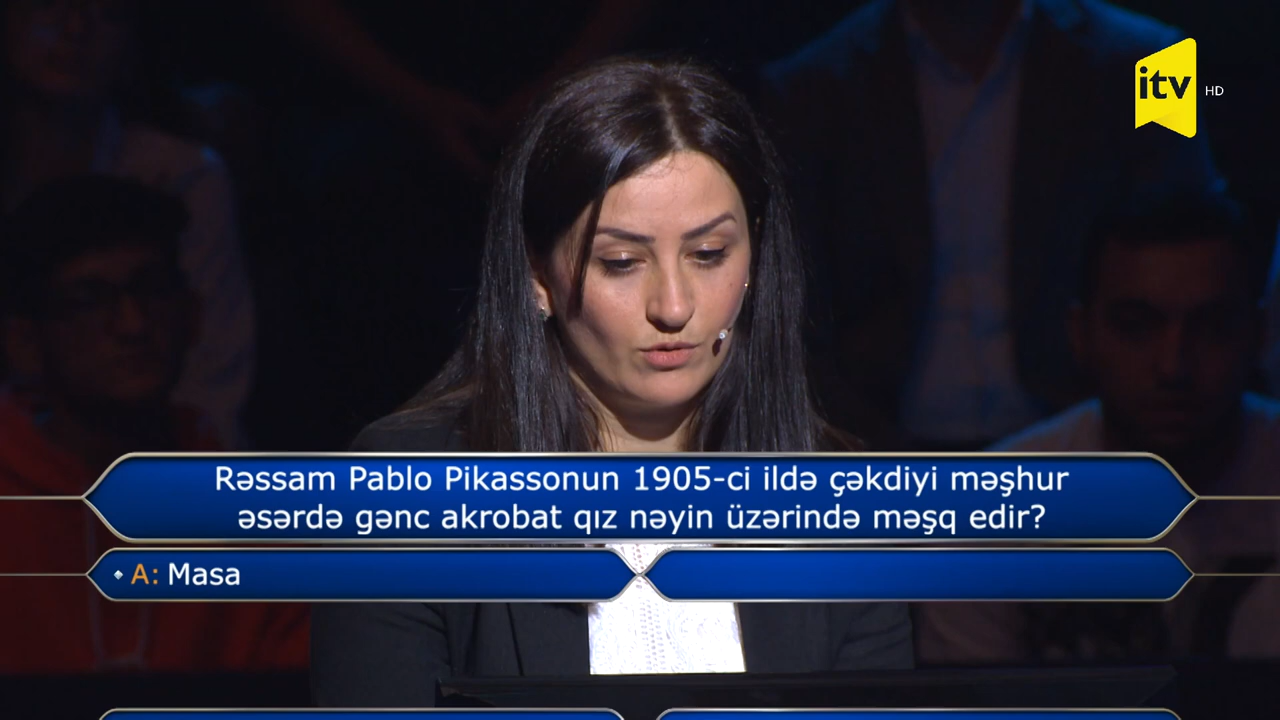 itv HD
Rəssam Pablo Pikassonun 1905-ci ildə çəkdiyi məşhur
əsərdə gənc akrobat qız nəyin üzərində məşq edir?
A: Masa